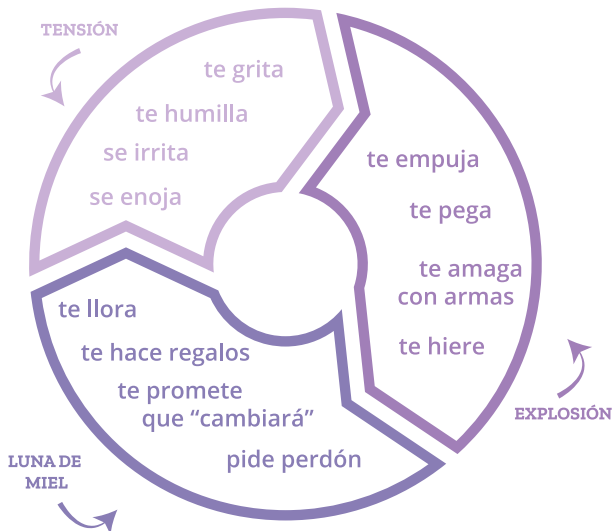 TENSIÓN
te grita
te humilla
se irrita
se enoja
te empuja
te pega
te amaga
con armas
te hiere
EXPLOSIÓN
te llora
te hace regalos
te promete
que “cambiará”
pide perdón
LUNA DE
MIEL